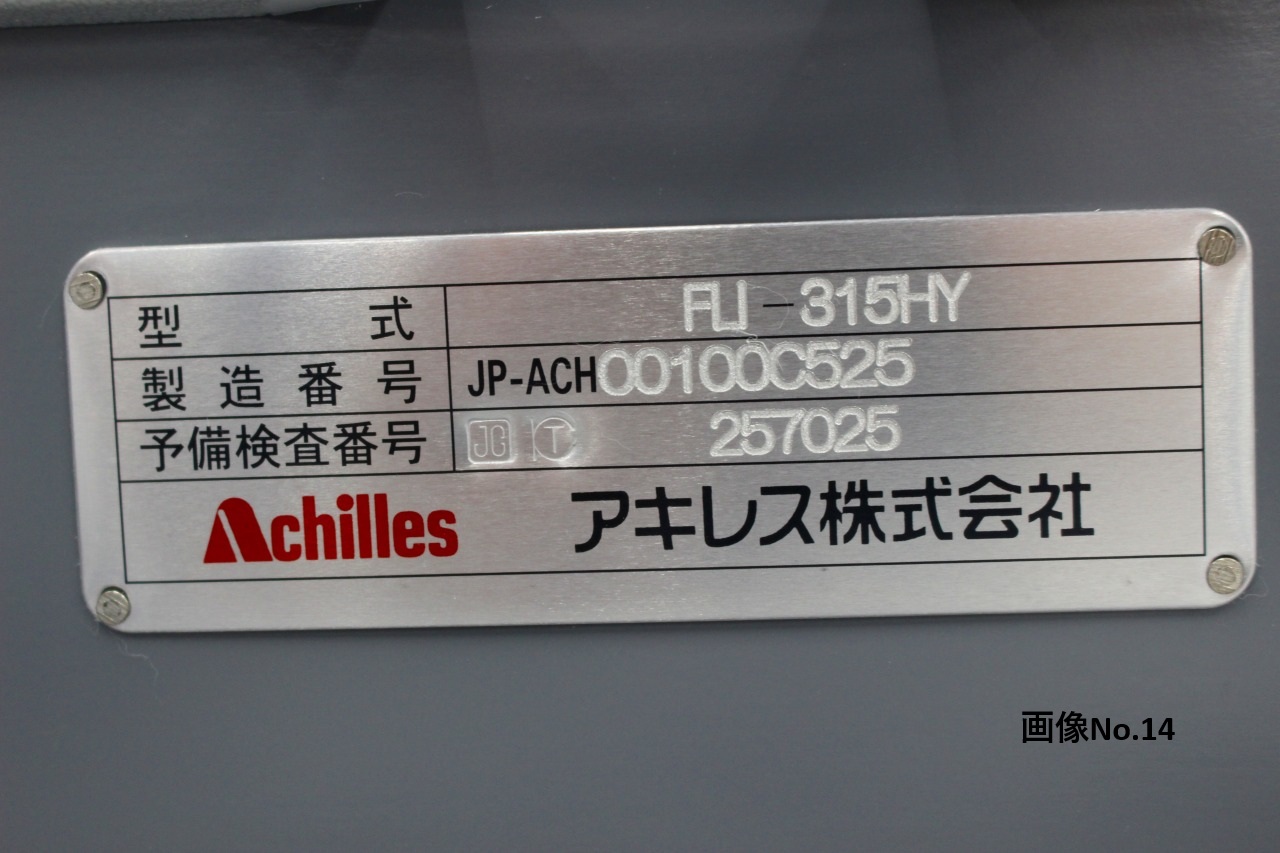 型式 FLI-315HY
製造番号 JP-ACH00100C525
予備検査番号 JG T 257025
Achilles アキレス株式会社
画像No.14